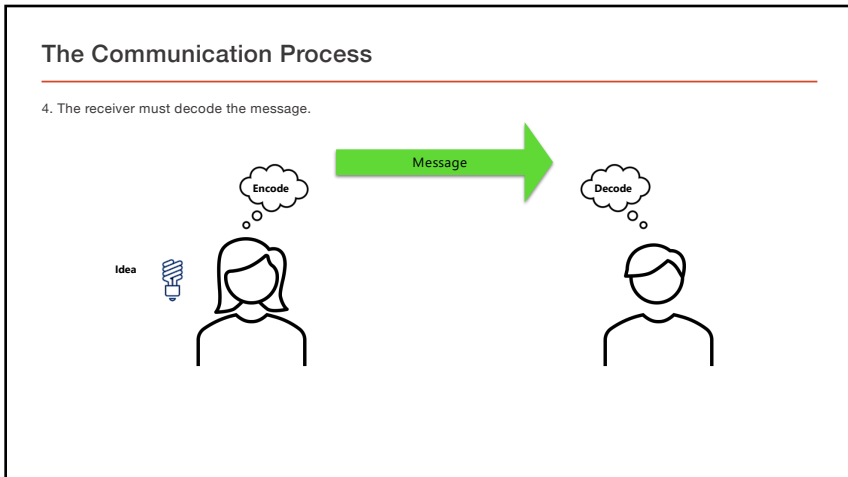 The Communication Process
4. The receiver must decode the message.
Message
Encode
Decode
Idea